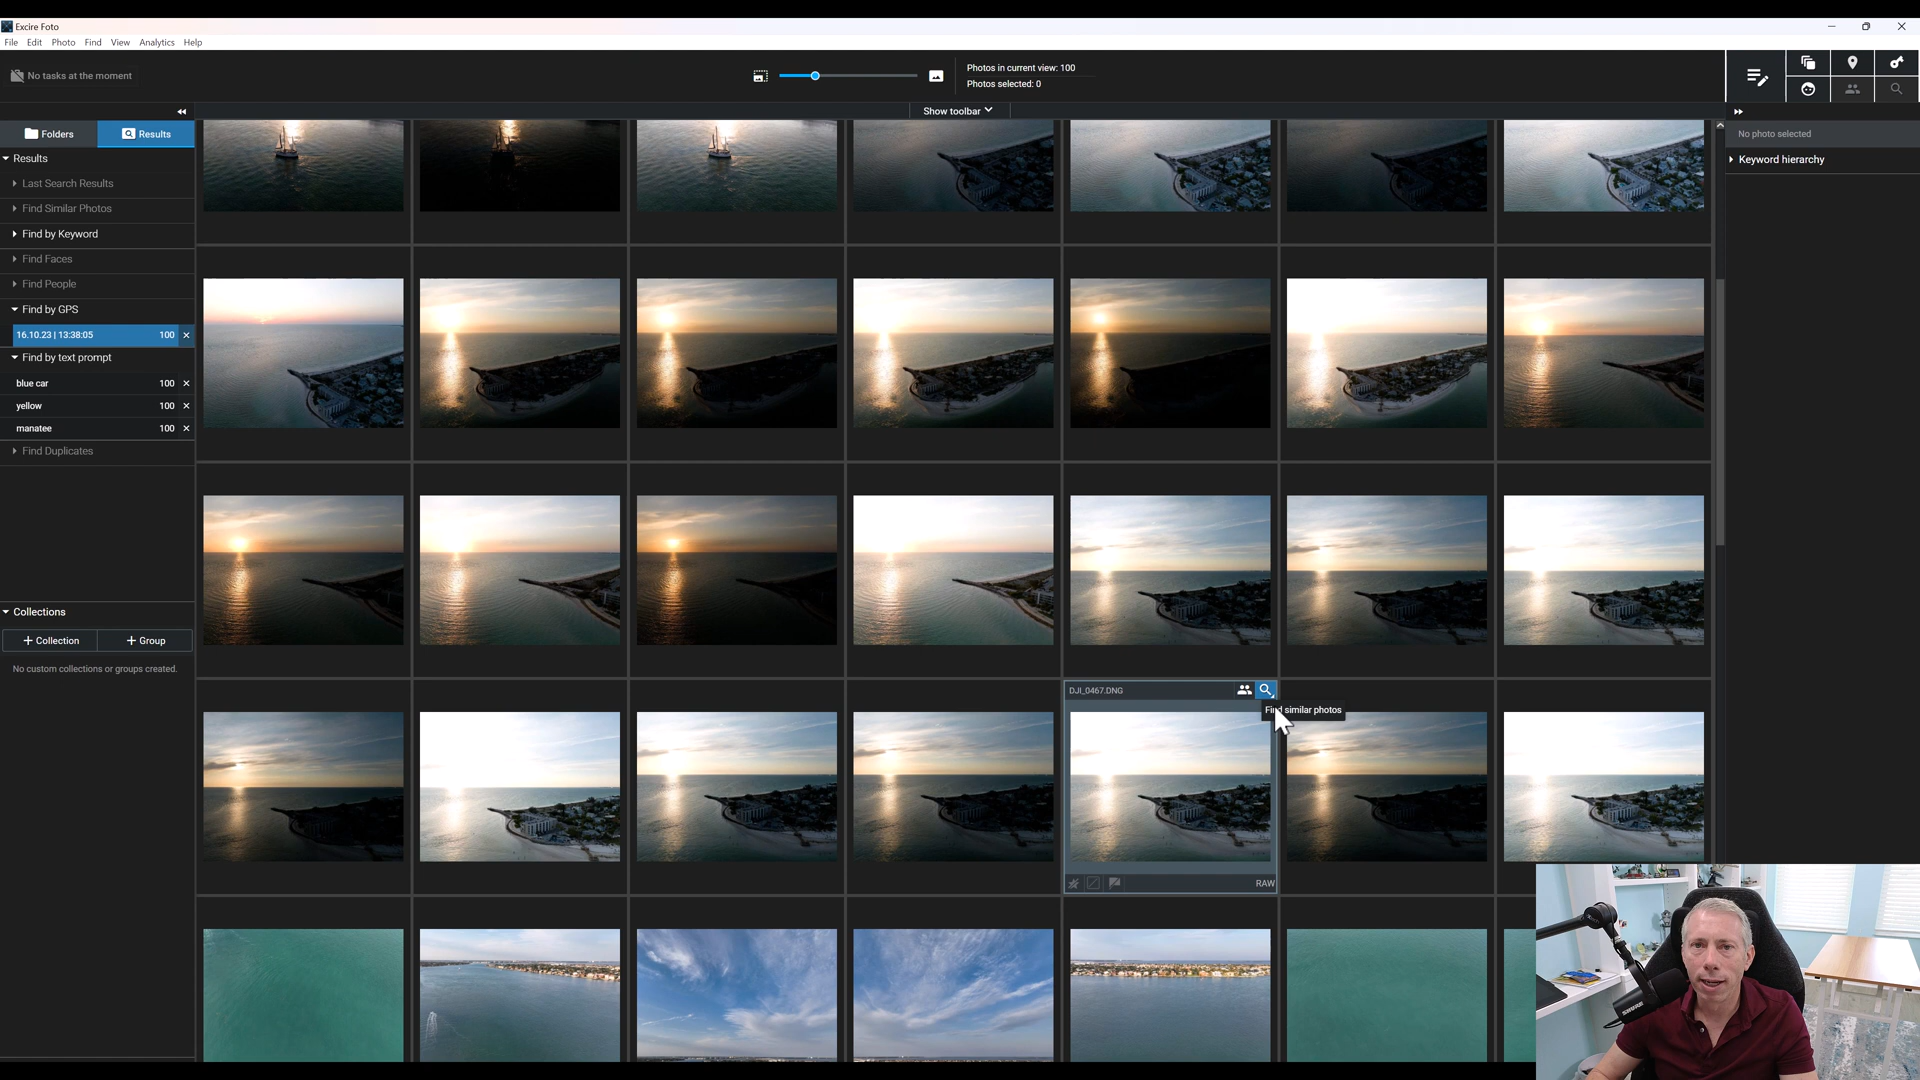 Excire Foto
File Edit Photo Find View Analytics Help
No tasks at the moment
Photos in current view: 100
Photos selected: 0
Show toolbar
Folders Results
No photo selected
Results
Keyword hierarchy
Last Search Results
Find Similar Photos
Find by Keyword
Find Faces
Find People
Find by GPS
16.10.23 | 13:38:05 100
Find by text prompt
blue car 100
yellow 100
manatee 100
Find Duplicates
Collections
+ Collection + Group
No custom collections or groups created.
DJI_0467.DNG
Find similar photos
RAW
SHURE